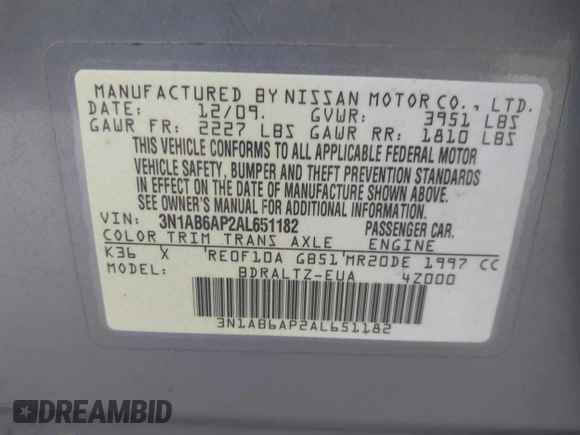 MANUFACTURED BY NISSAN MOTOR CO., LTD.
DATE: 12/09. GVWR: 3951 LBS
GAWR FR: 2227 LBS GAWR RR: 1810 LBS
THIS VEHICLE CONFORMS TO ALL APPLICABLE FEDERAL MOTOR
VEHICLE SAFETY, BUMPER AND THEFT PREVENTION STANDARDS
IN EFFECT ON THE DATE OF MANUFACTURE SHOWN ABOVE.
SEE OWNER'S MANUAL FOR ADDITIONAL INFORMATION.
VIN: 3N1AB6AP2AL651182 PASSENGER CAR.
COLOR TRIM TRANS AXLE ENGINE
K36 X RE0F10A GB51 MR20DE 1997 CC
MODEL: BDRALTZ-EUA 4Z000
3N1AB6AP2AL651182
DREAMBID